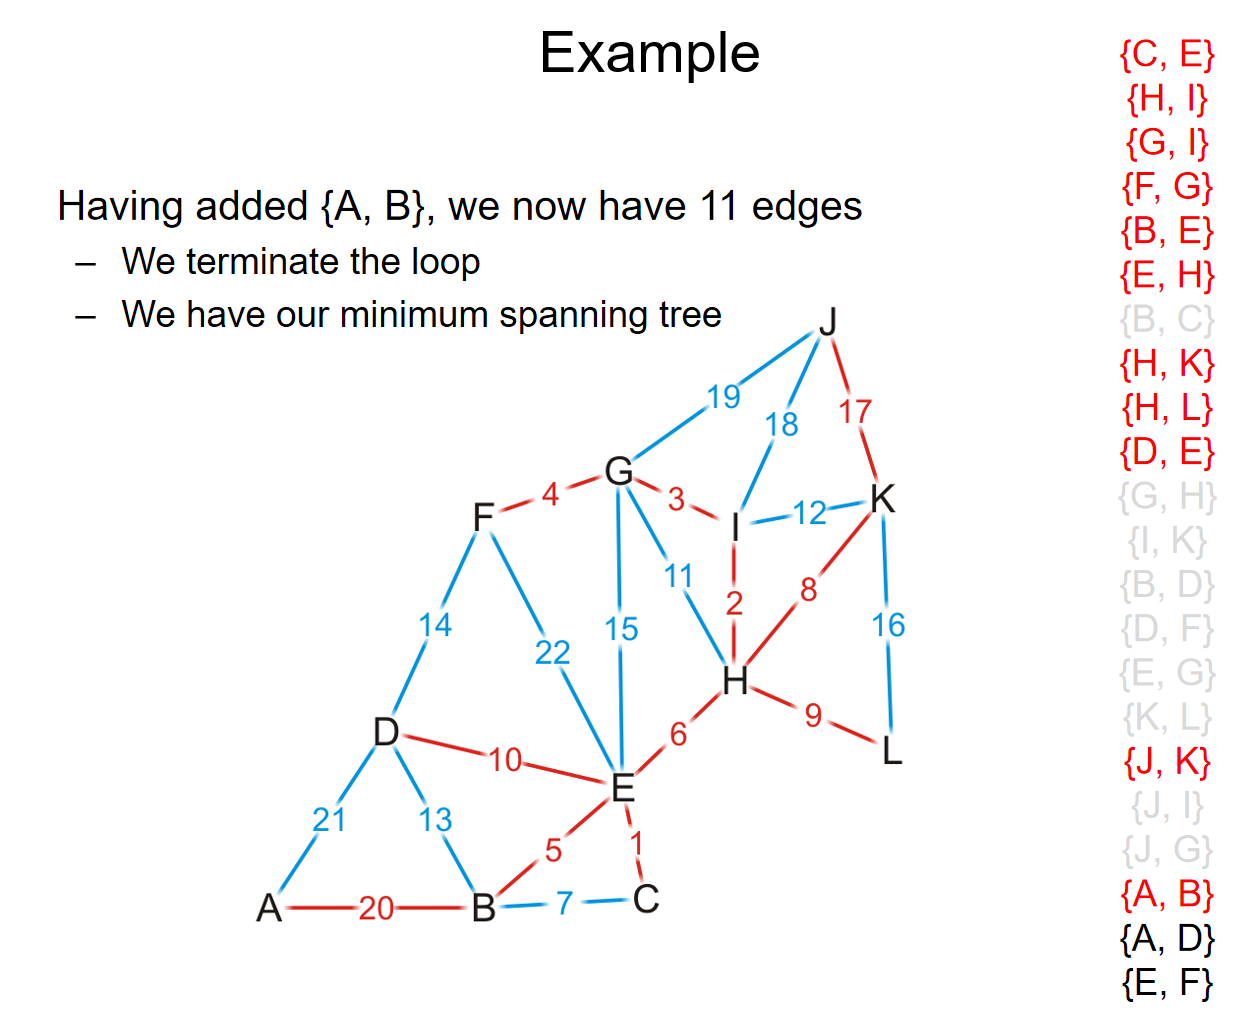 Example
Having added {A, B}, we now have 11 edges
– We terminate the loop
– We have our minimum spanning tree
J
19
18
17
G
4
3
K
F
I
12
11
2
8
14
15
16
22
H
6
9
D
L
10
E
21
13
5
1
A
20
B
7
C
{C, E}
{H, I}
{G, I}
{F, G}
{B, E}
{E, H}
{B, C}
{H, K}
{H, L}
{D, E}
{G, H}
{I, K}
{B, D}
{D, F}
{E, G}
{K, L}
{J, K}
{J, I}
{J, G}
{A, B}
{A, D}
{E, F}